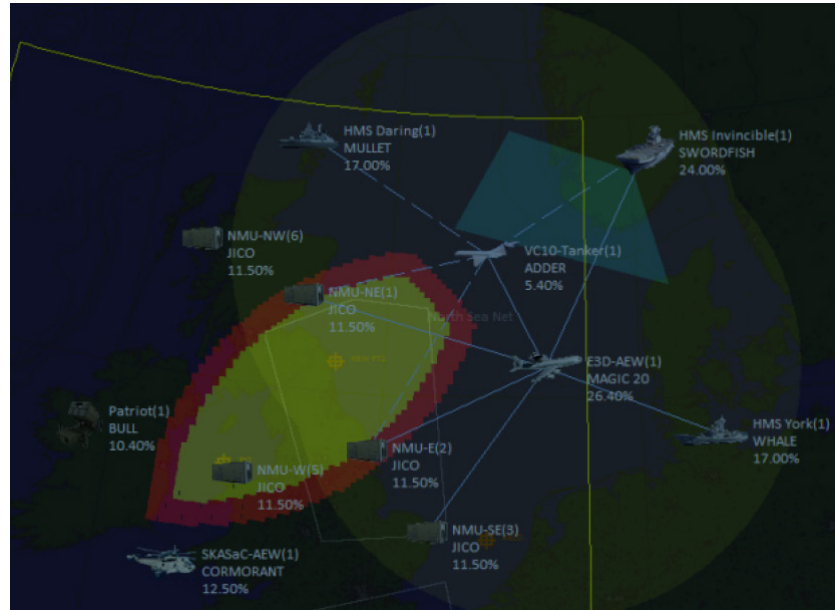 HMS Daring(1)
MULLET
17.00%
HMS Invincible(1)
SWORDFISH
24.00%
NMU-NW(6)
JICO
11.50%
VC10-Tanker(1)
ADDER
5.40%
NMU-NE(1)
JICO
11.50%
North Sea Net
E3D-AEW(1)
MAGIC 20
26.40%
Patriot(1)
BULL
10.40%
HMS York(1)
WHALE
17.00%
NMU-E(2)
JICO
11.50%
NMU-W(5)
JICO
11.50%
NMU-SE(3)
JICO
11.50%
SKASaC-AEW(1)
CORMORANT
12.50%